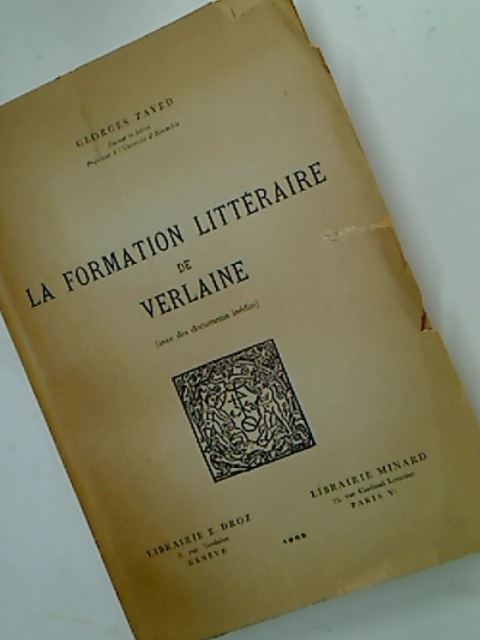 GEORGES ZAYED
Docteur ès lettres
Professeur à l'Université d'Alexandrie
LA FORMATION LITTÉRAIRE
DE
VERLAINE
(avec des documents inédits)
LIBRAIRIE E. DROZ
8, rue Verdaine
GENÈVE
LIBRAIRIE MINARD
73, rue Cardinal Lemoine
PARIS Vᵉ